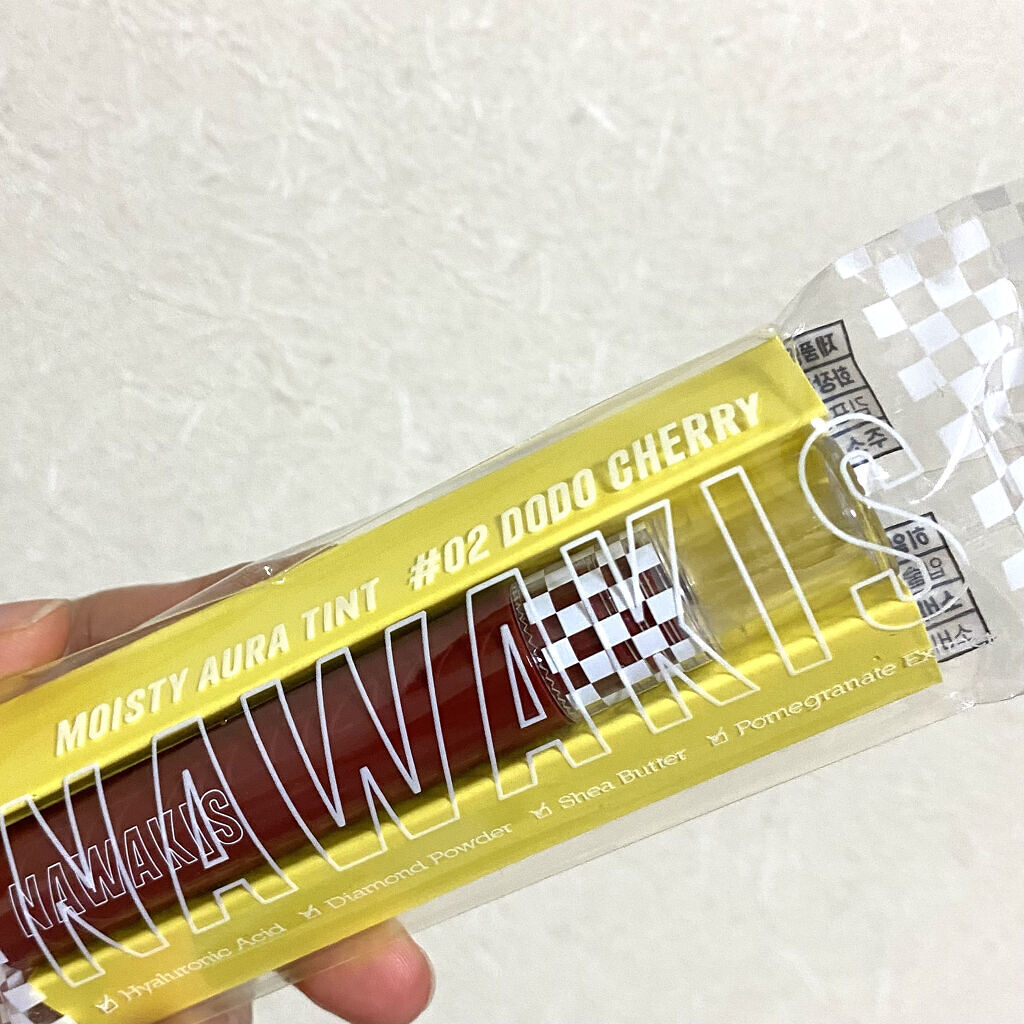 MOISTY AURA TINT #02 DODO CHERRY
NAWAKIS
NAWAKIS
Hyaluronic Acid
Diamond Powder
Shea Butter
Pomegranate